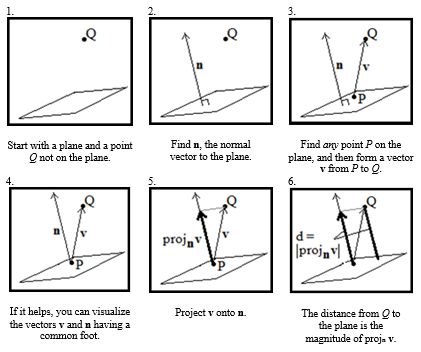 1.
Q
Start with a plane and a point
Q not on the plane.
2.
Q
n
Find n, the normal
vector to the plane.
3.
Q
n
v
P
Find any point P on the
plane, and then form a vector
v from P to Q.
4.
Q
n
v
P
If it helps, you can visualize
the vectors v and n having a
common foot.
5.
Q
projnv
v
P
Project v onto n.
6.
Q
d =
|projnv|
The distance from Q to
the plane is the
magnitude of projn v.